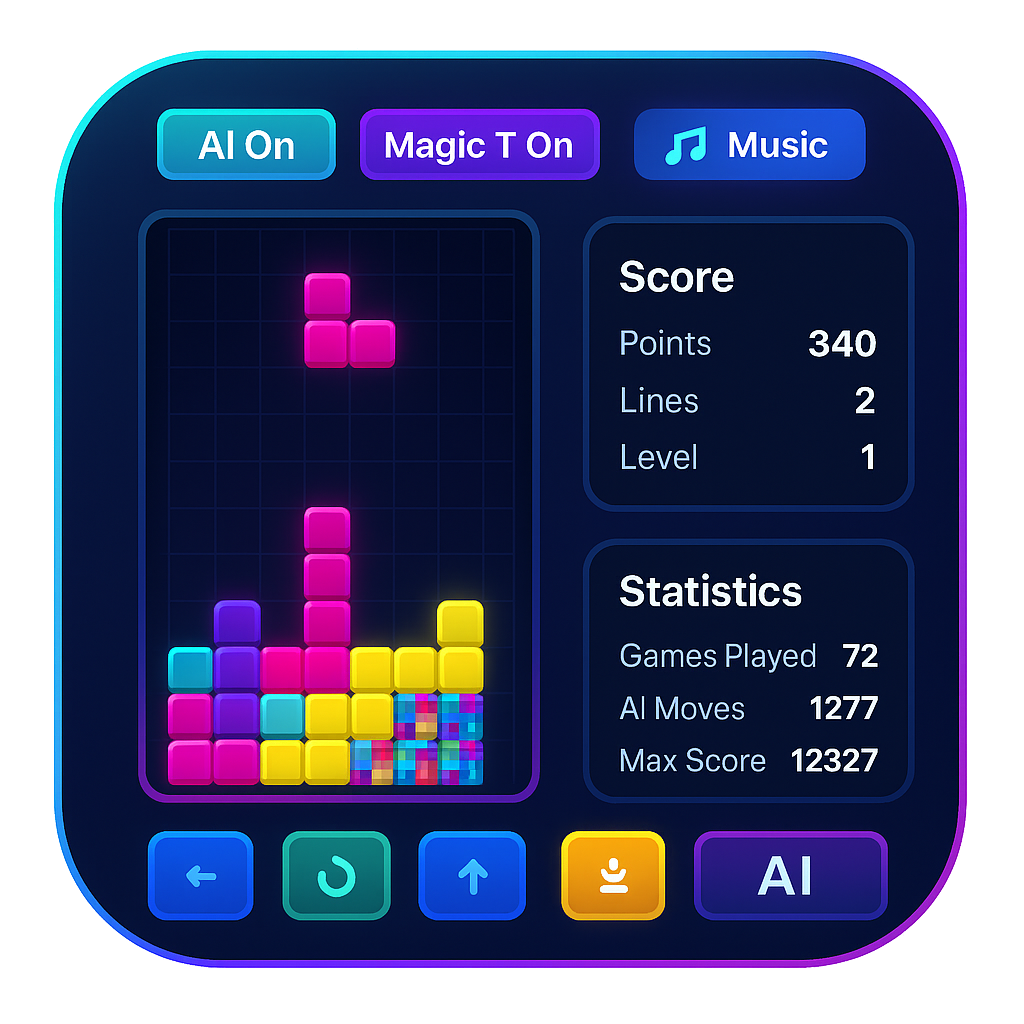 AI On
Magic T On
Music
Score
Points 340
Lines 2
Level 1
Statistics
Games Played 72
AI Moves 1277
Max Score 12327
AI